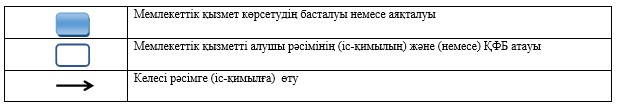 Мемлекеттік қызмет көрсетудің басталуы немесе аяқталуы
Мемлекеттік қызметті алушы рәсімінің (іс-қимылың) және (немесе) ҚФБ атауы
Келесі рәсімге (іс-қимылға) өту